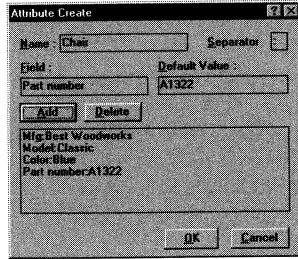 Attribute Create
Name : Chair Separator :
Field : Default Value :
Part number A1322
Add Delete
Mfg:Best Woodworks
Model:Classic
Color:Blue
Part number:A1322
OK Cancel